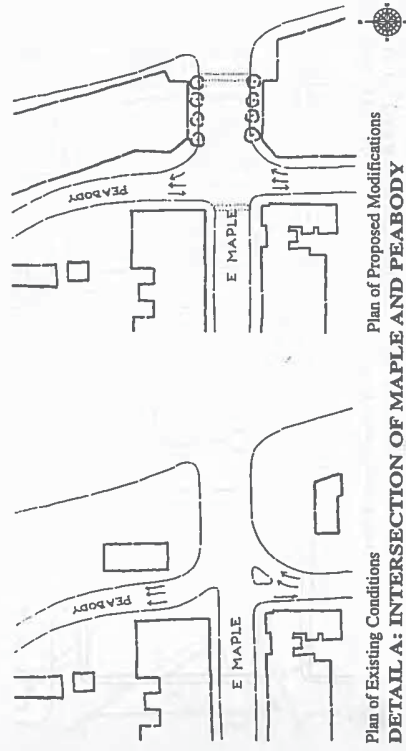 PEABODY
E MAPLE
Plan of Existing Conditions
PEABODY
E MAPLE
Plan of Proposed Modifications
DETAIL A: INTERSECTION OF MAPLE AND PEABODY